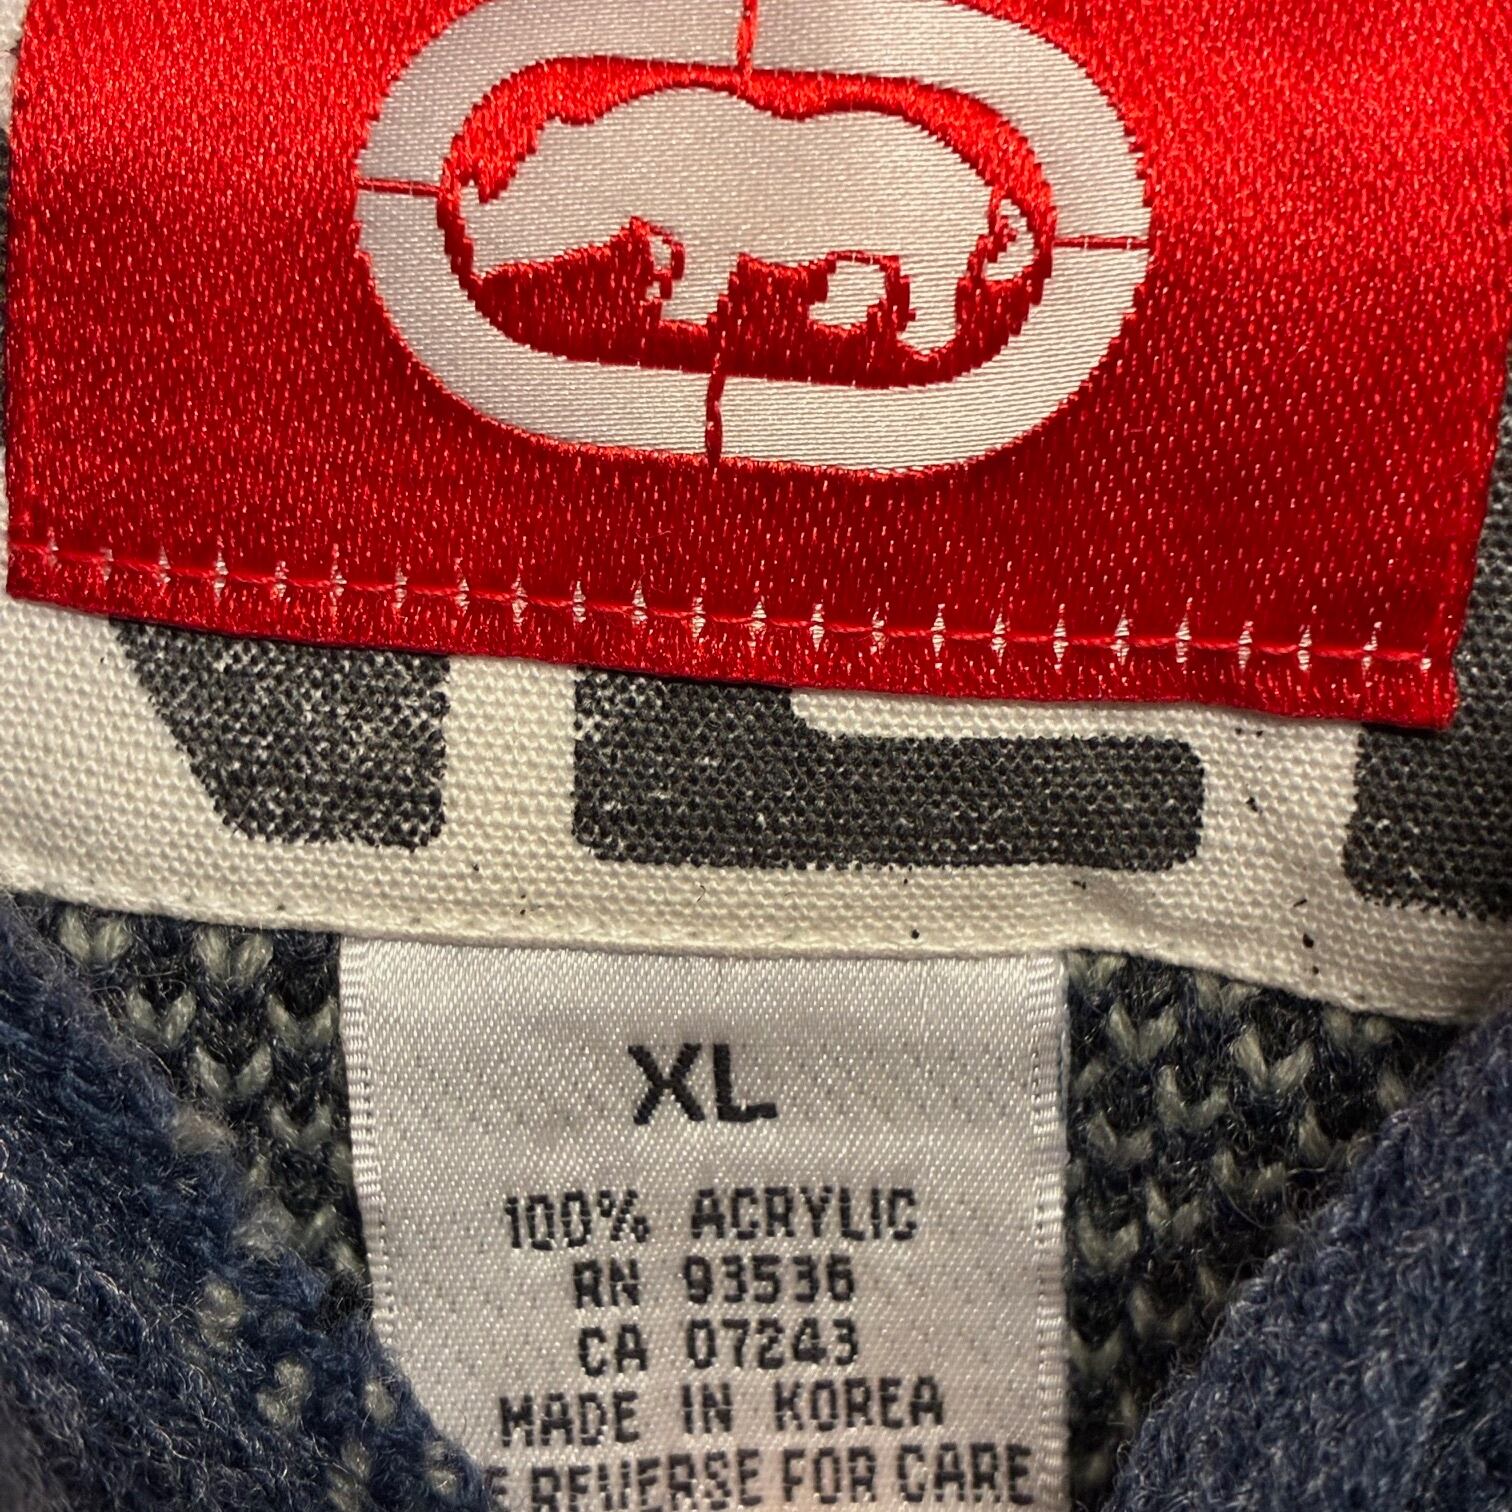 XL
100% ACRYLIC
RN 93536
CA 07243
MADE IN KOREA
REVERSE FOR CARE